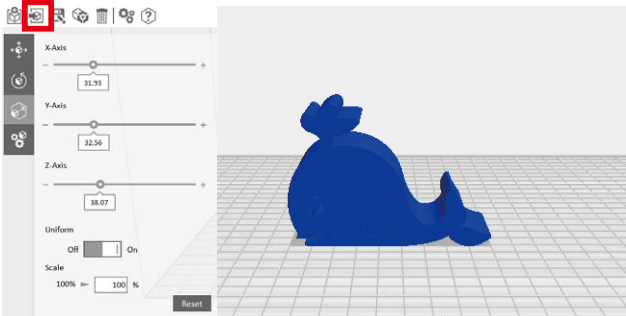 X-Axis
− +
31.93
Y-Axis
− +
32.56
Z-Axis
− +
38.07
Uniform
Off On
Scale
100% ► 100 %
Reset